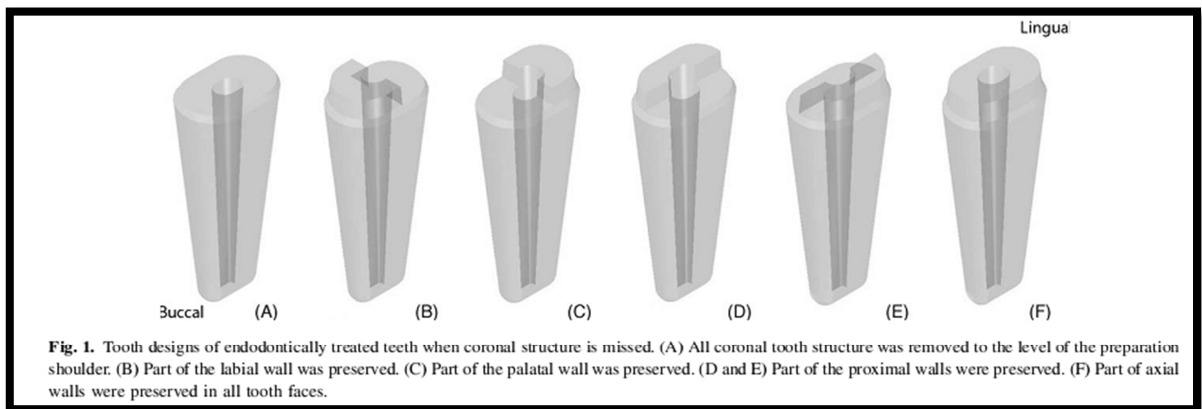 Lingual
3uccal (A) (B) (C) (D) (E) (F)
Fig. 1. Tooth designs of endodontically treated teeth when coronal structure is missed. (A) All coronal tooth structure was removed to the level of the preparation
shoulder. (B) Part of the labial wall was preserved. (C) Part of the palatal wall was preserved. (D and E) Part of the proximal walls were preserved. (F) Part of axial
walls were preserved in all tooth faces.